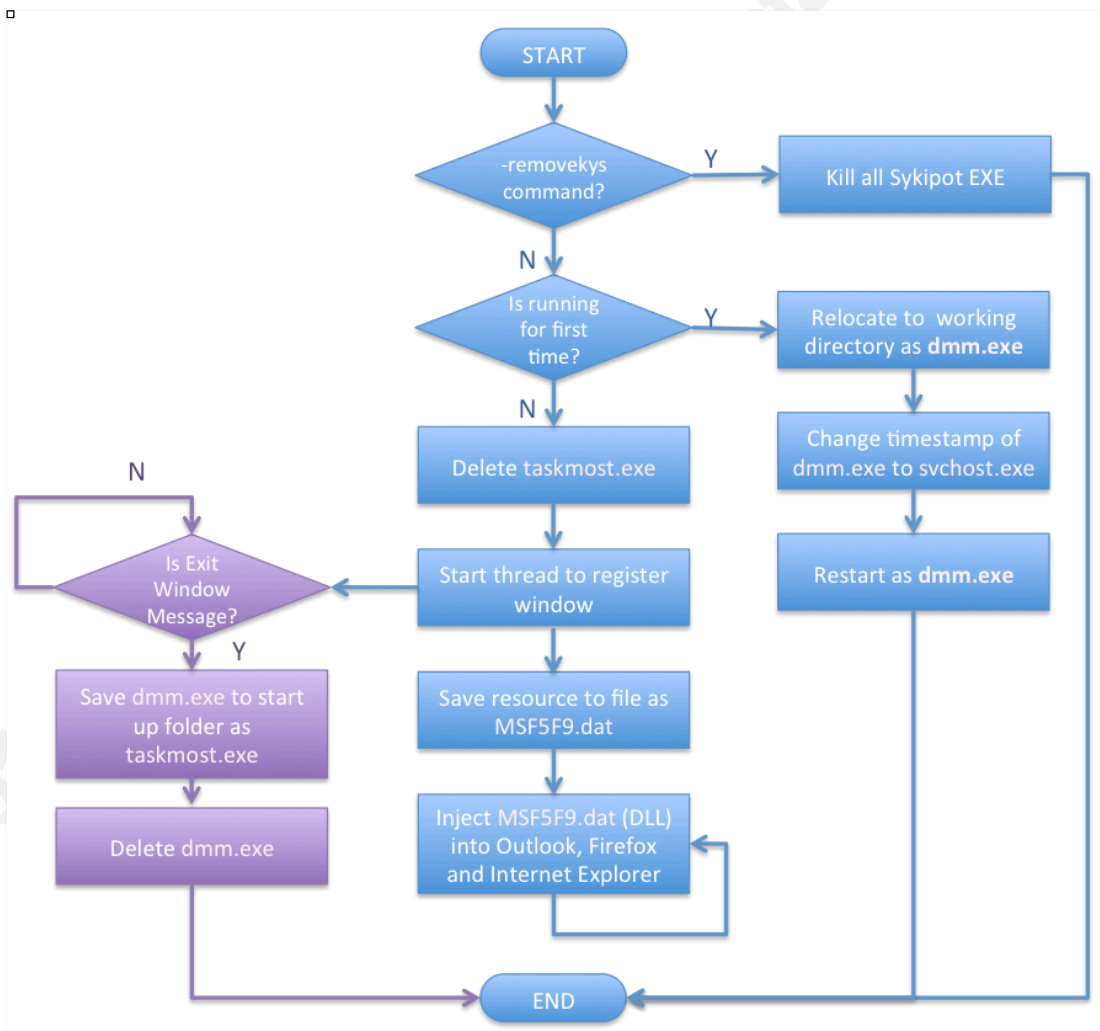 START
-removekys
command?
Y
Kill all Sykipot EXE
N
Is running
for first
time?
Y
Relocate to working
directory as dmm.exe
N
Change timestamp of
dmm.exe to svchost.exe
Delete taskmost.exe
N
Is Exit
Window
Message?
Start thread to register
window
Restart as dmm.exe
Y
Save dmm.exe to start
up folder as
taskmost.exe
Save resource to file as
MSF5F9.dat
Delete dmm.exe
Inject MSF5F9.dat (DLL)
into Outlook, Firefox
and Internet Explorer
END